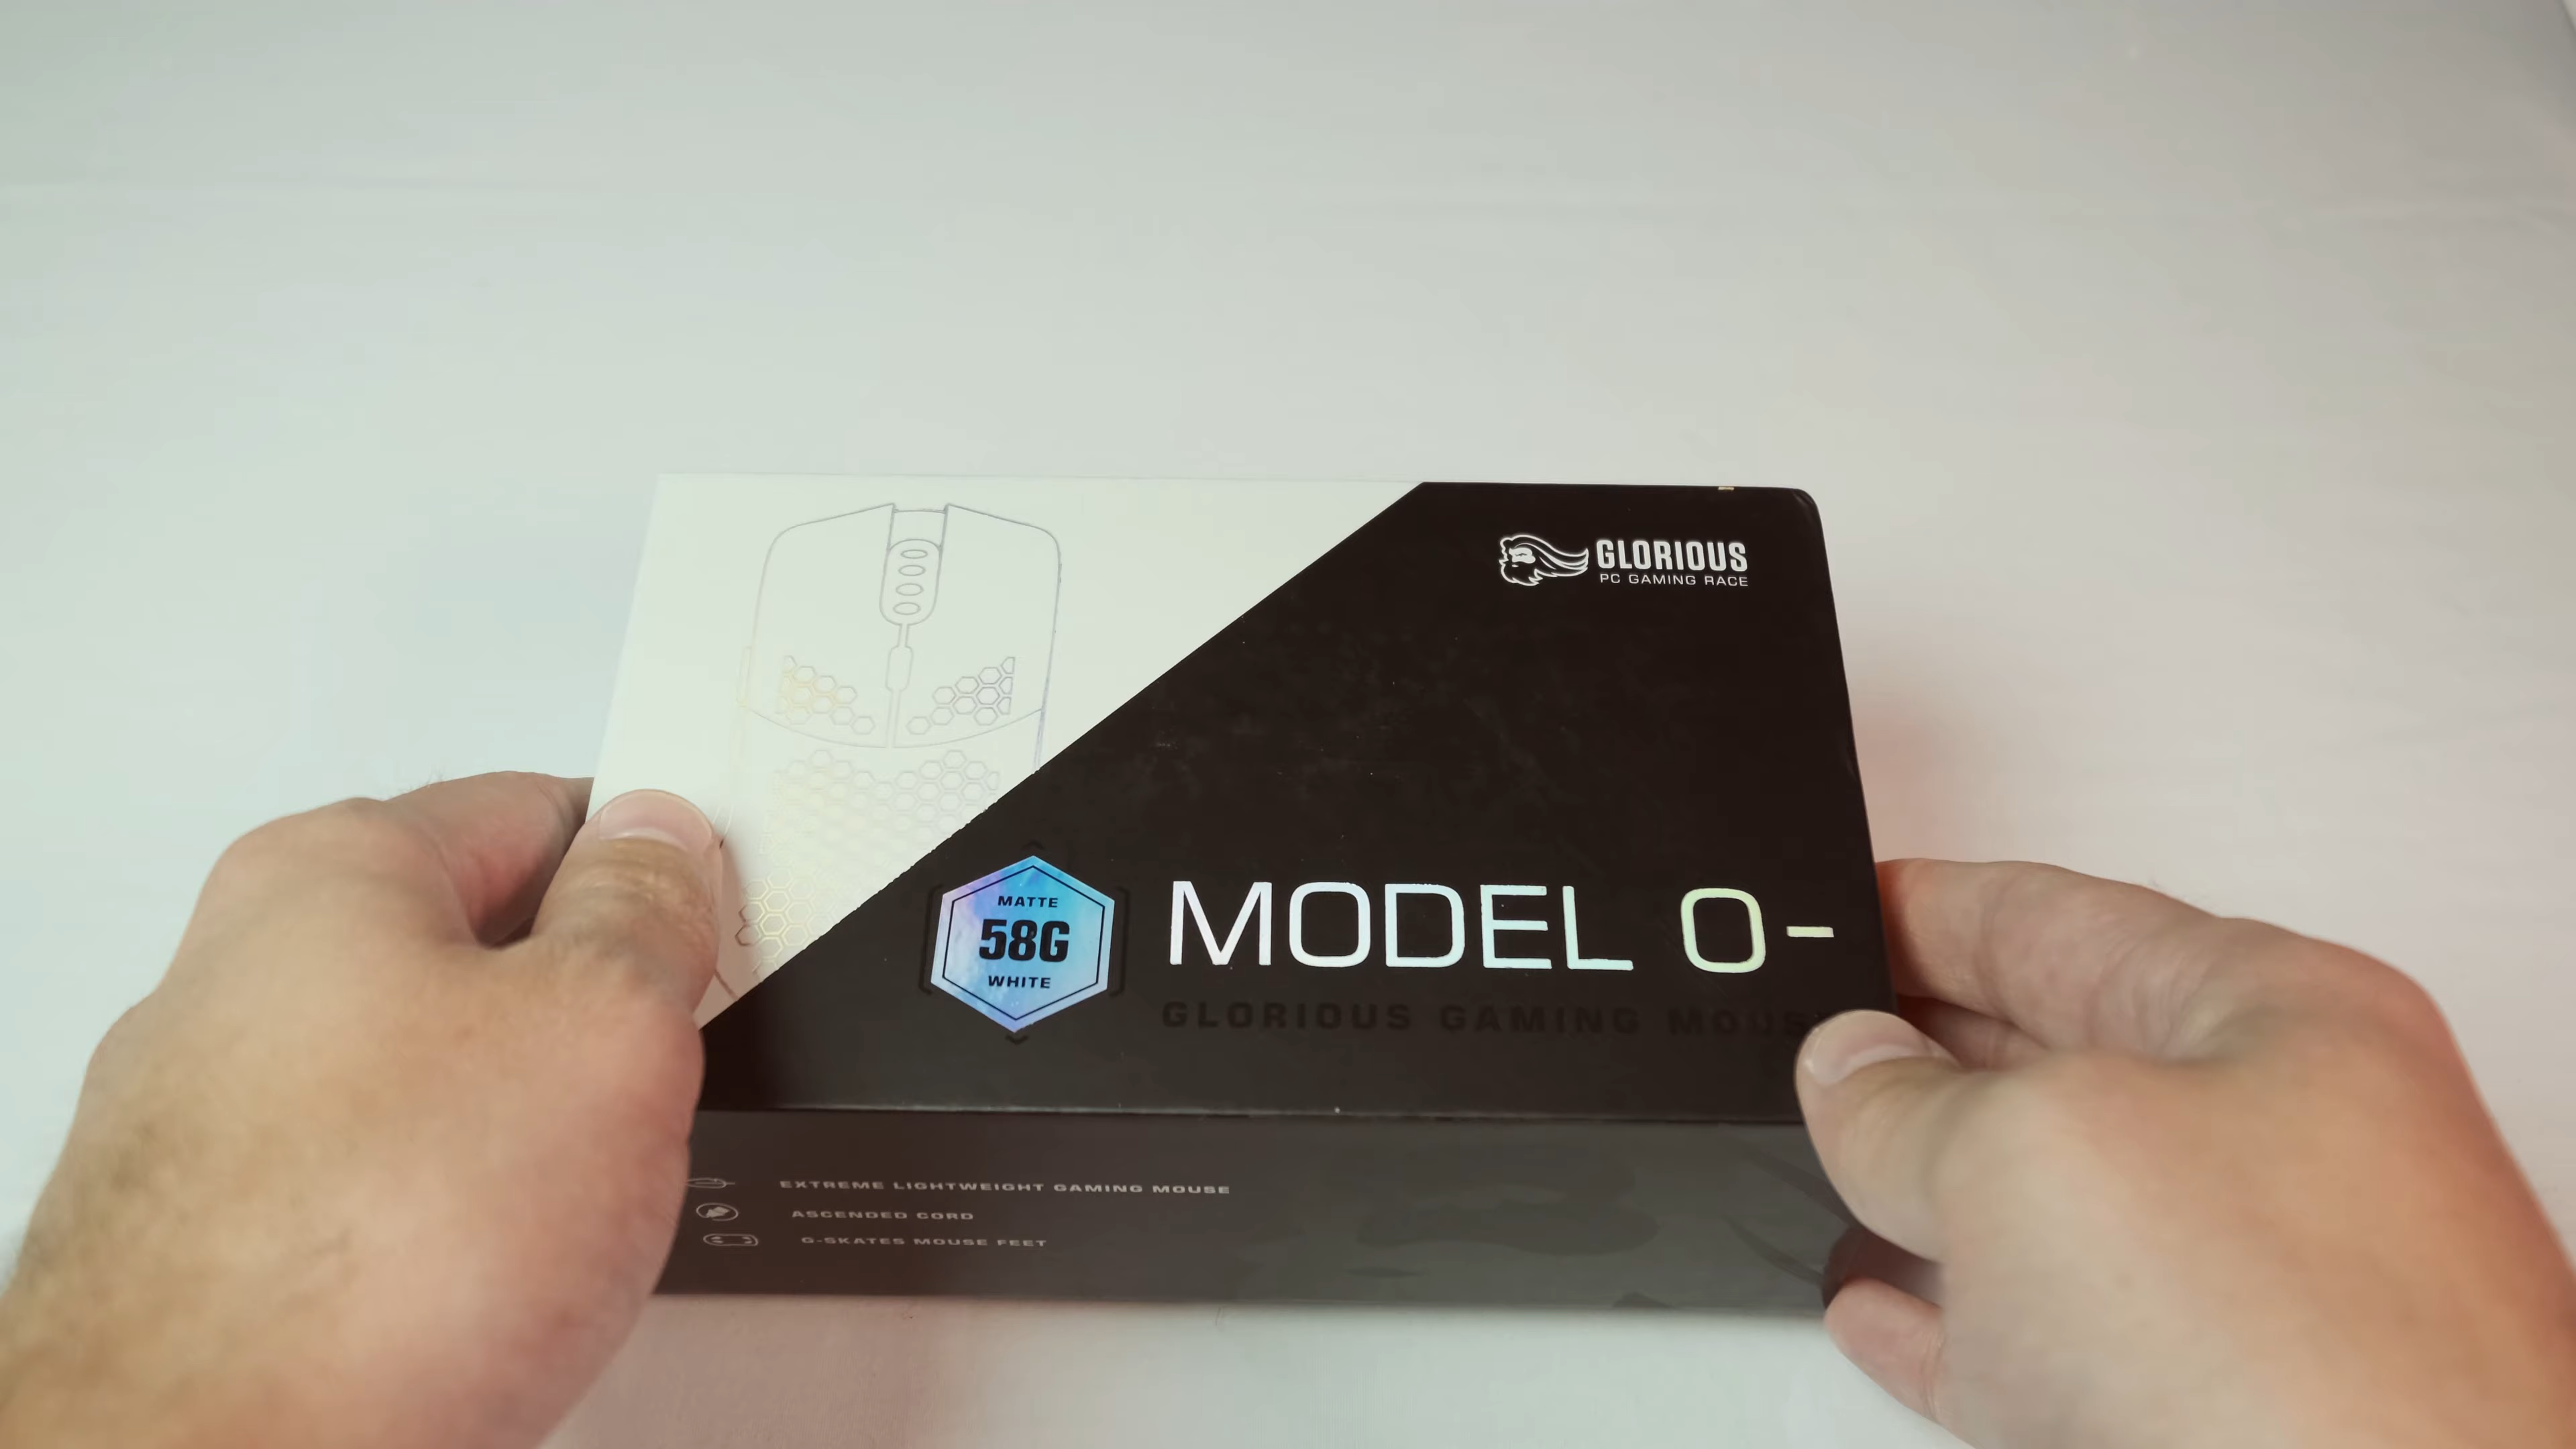 GLORIOUS
PC GAMING RACE
MATTE
58G
WHITE
MODEL O-
GLORIOUS GAMING MOUSE
EXTREME LIGHTWEIGHT GAMING MOUSE
ASCENDED CORD
G-SKATES MOUSE FEET